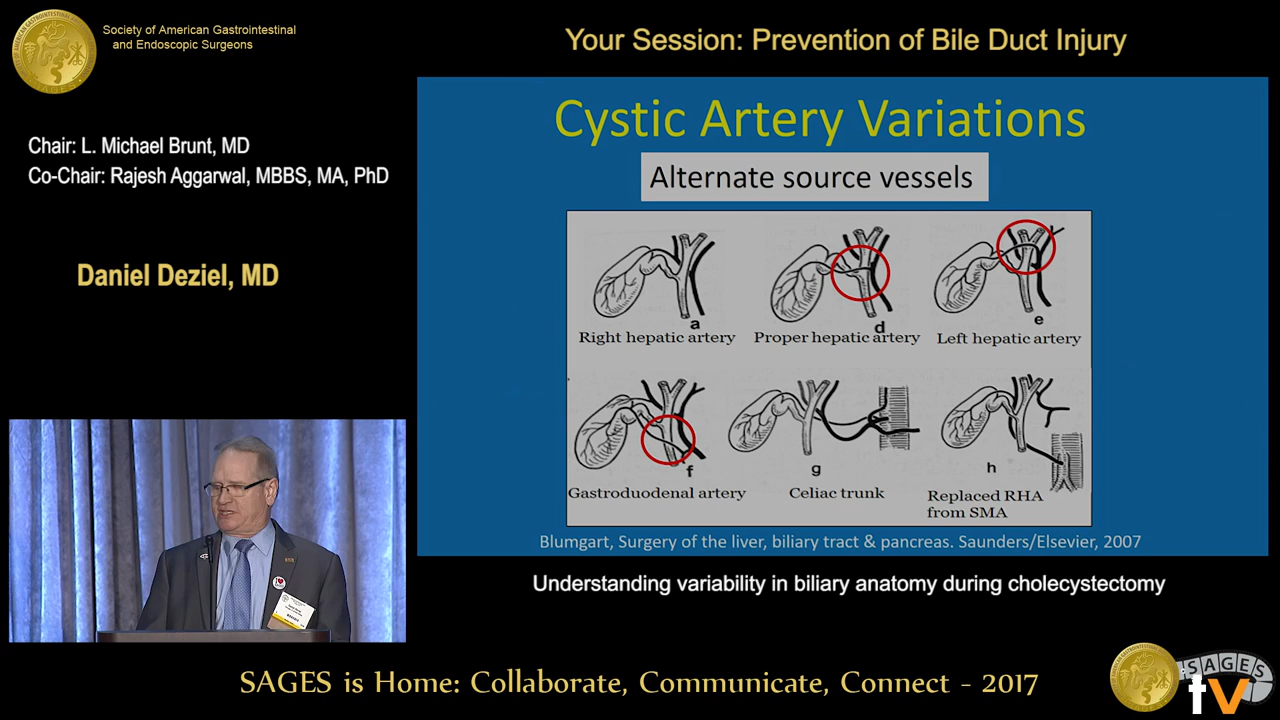 Society of American Gastrointestinal
and Endoscopic Surgeons
Your Session: Prevention of Bile Duct Injury
Chair: L. Michael Brunt, MD
Co-Chair: Rajesh Aggarwal, MBBS, MA, PhD
Daniel Deziel, MD
Cystic Artery Variations
Alternate source vessels
a
Right hepatic artery
d
Proper hepatic artery
e
Left hepatic artery
f
Gastroduodenal artery
g
Celiac trunk
h
Replaced RHA
from SMA
Blumgart, Surgery of the liver, biliary tract & pancreas. Saunders/Elsevier, 2007
Understanding variability in biliary anatomy during cholecystectomy
SAGES is Home: Collaborate, Communicate, Connect - 2017
SAGES
tv